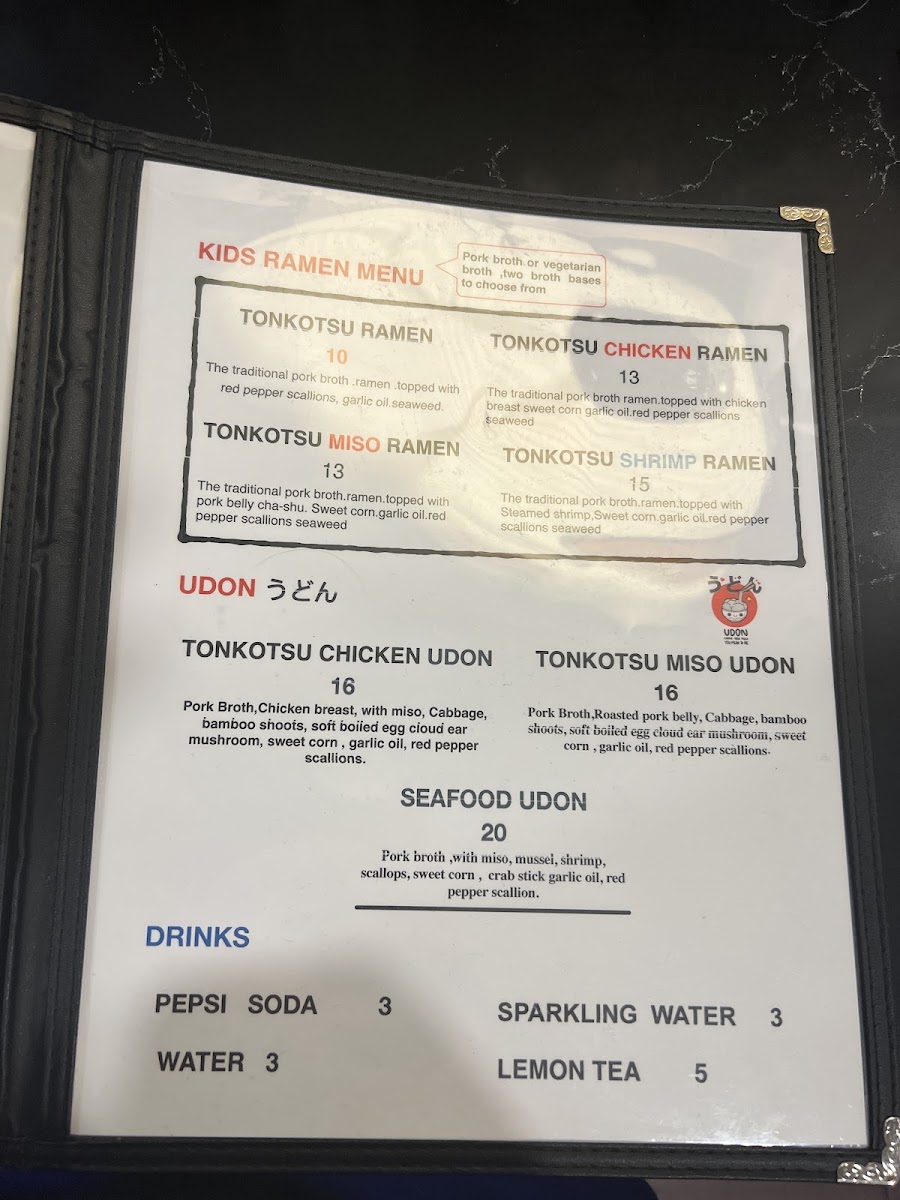 KIDS RAMEN MENU
Pork broth or vegetarian
broth ,two broth bases
to choose from
TONKOTSU RAMEN
10
The traditional pork broth .ramen .topped with
red pepper scallions, garlic oil.seaweed.
TONKOTSU CHICKEN RAMEN
13
The traditional pork broth ramen.topped with chicken
breast sweet corn garlic oil.red pepper scallions
seaweed
TONKOTSU MISO RAMEN
13
The traditional pork broth.ramen.topped with
pork belly cha-shu. Sweet corn.garlic oil.red
pepper scallions seaweed
TONKOTSU SHRIMP RAMEN
15
The traditional pork broth.ramen.topped with
Steamed shrimp,Sweet corn.garlic oil.red pepper
scallions seaweed
UDON うどん
うどん
UDON
TONKOTSU CHICKEN UDON
16
Pork Broth,Chicken breast, with miso, Cabbage,
bamboo shoots, soft boiled egg cloud ear
mushroom, sweet corn , garlic oil, red pepper
scallions.
TONKOTSU MISO UDON
16
Pork Broth,Roasted pork belly, Cabbage, bamboo
shoots, soft boiled egg cloud ear mushroom, sweet
corn , garlic oil, red pepper scallions.
SEAFOOD UDON
20
Pork broth ,with miso, mussel, shrimp,
scallops, sweet corn , crab stick garlic oil, red
pepper scallion.
DRINKS
PEPSI SODA 3
SPARKLING WATER 3
WATER 3
LEMON TEA 5